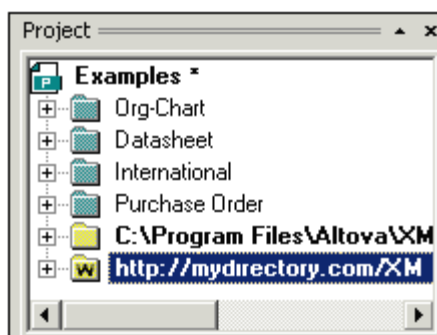 Project
Examples *
Org-Chart
Datasheet
International
Purchase Order
C:\Program Files\Altova\XM
http://mydirectory.com/XM